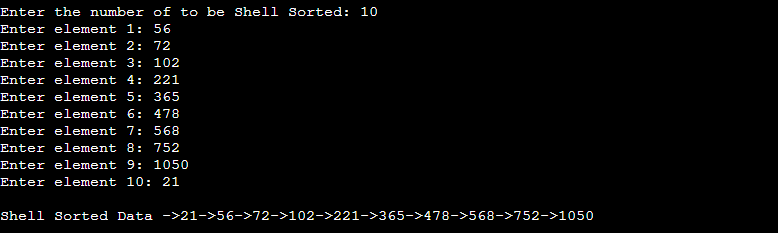 Enter the number of to be Shell Sorted: 10
Enter element 1: 56
Enter element 2: 72
Enter element 3: 102
Enter element 4: 221
Enter element 5: 365
Enter element 6: 478
Enter element 7: 568
Enter element 8: 752
Enter element 9: 1050
Enter element 10: 21
Shell Sorted Data ->21->56->72->102->221->365->478->568->752->1050